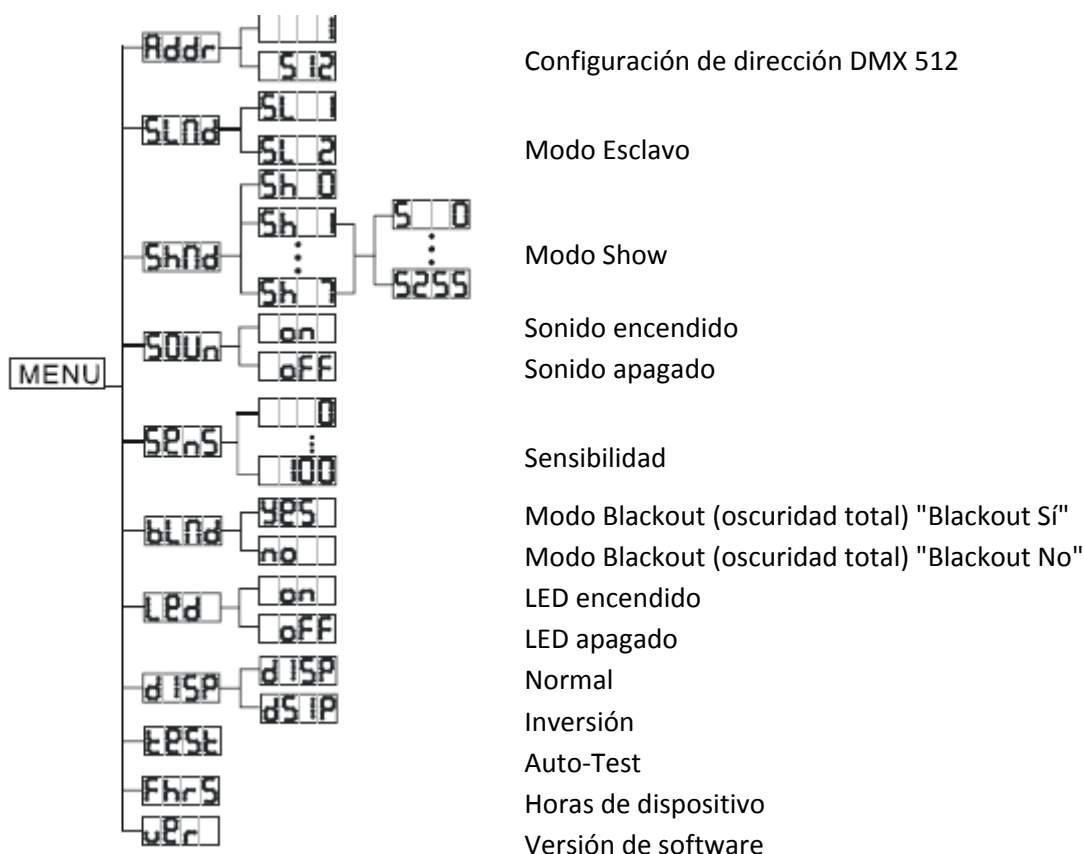 Addr
512
Configuración de dirección DMX 512
SLMd
SL 1
SL 2
Modo Esclavo
ShMd
Sh 0
Sh 1
Sh 7
S 0
S255
Modo Show
SOUn
on
oFF
Sonido encendido
Sonido apagado
MENU
SenS
0
100
Sensibilidad
bLMd
yes
no
Modo Blackout (oscuridad total) "Blackout Sí"
Modo Blackout (oscuridad total) "Blackout No"
Led
on
oFF
LED encendido
LED apagado
dISP
dISP
dSIP
Normal
Inversión
test
Auto-Test
FhrS
Horas de dispositivo
ver
Versión de software